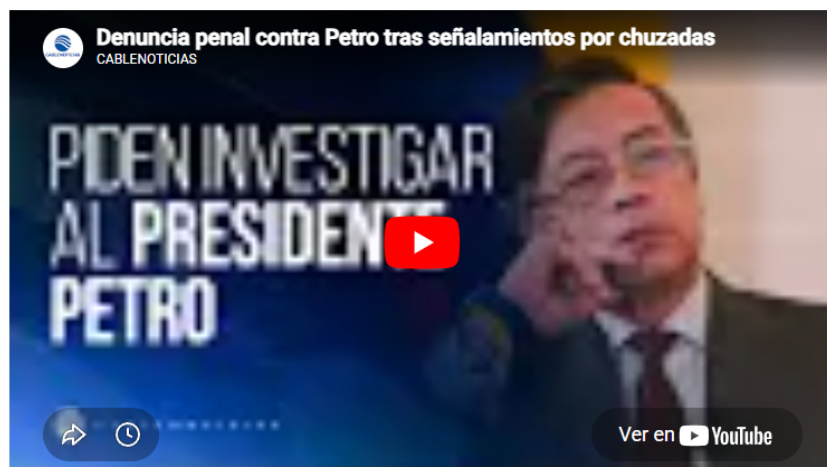 Denuncia penal contra Petro tras señalamientos por chuzadas
CABLENOTICIAS
PIDEN INVESTIGAR
AL PRESIDENTE
PETRO
Ver en YouTube